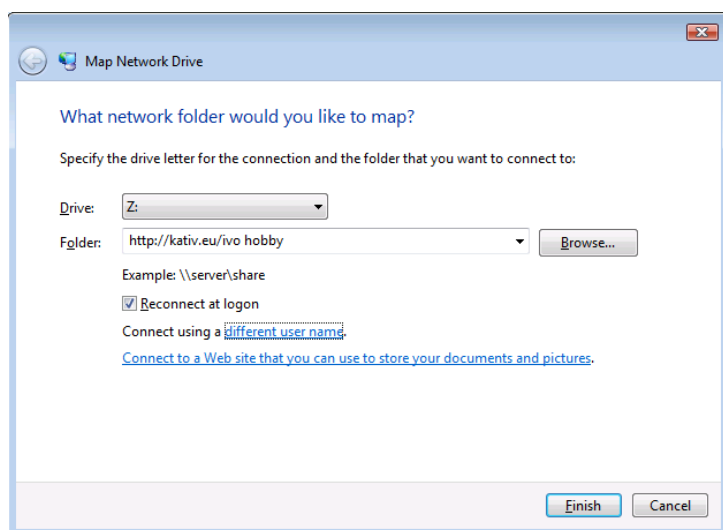 Map Network Drive
What network folder would you like to map?
Specify the drive letter for the connection and the folder that you want to connect to:
Drive: Z:
Folder: http://kativ.eu/ivo hobby Browse...
Example: \\server\share
Reconnect at logon
Connect using a different user name.
Connect to a Web site that you can use to store your documents and pictures.
Finish Cancel